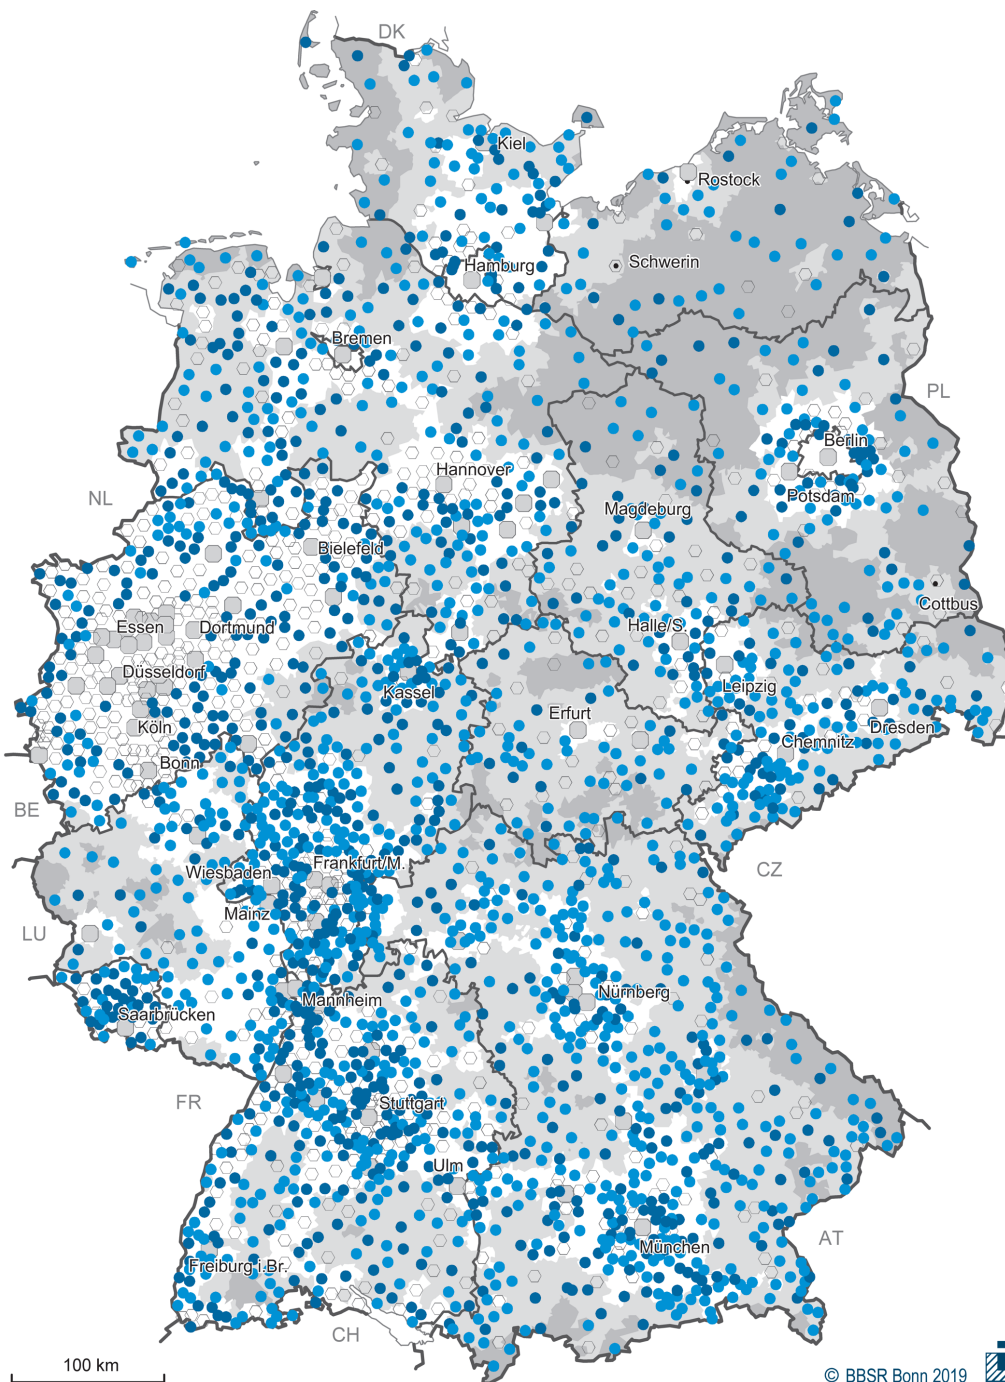 DK
Kiel
Rostock
Hamburg
Schwerin
Bremen
PL
Berlin
Hannover
NL
Potsdam
Magdeburg
Bielefeld
Cottbus
Essen
Dortmund
Halle/S.
Düsseldorf
Leipzig
Kassel
Erfurt
Köln
Dresden
Chemnitz
Bonn
BE
Frankfurt/M.
CZ
Wiesbaden
Mainz
LU
Nürnberg
Mannheim
Saarbrücken
FR
Stuttgart
Ulm
AT
München
Freiburg i.Br.
CH
100 km
© BBSR Bonn 2019